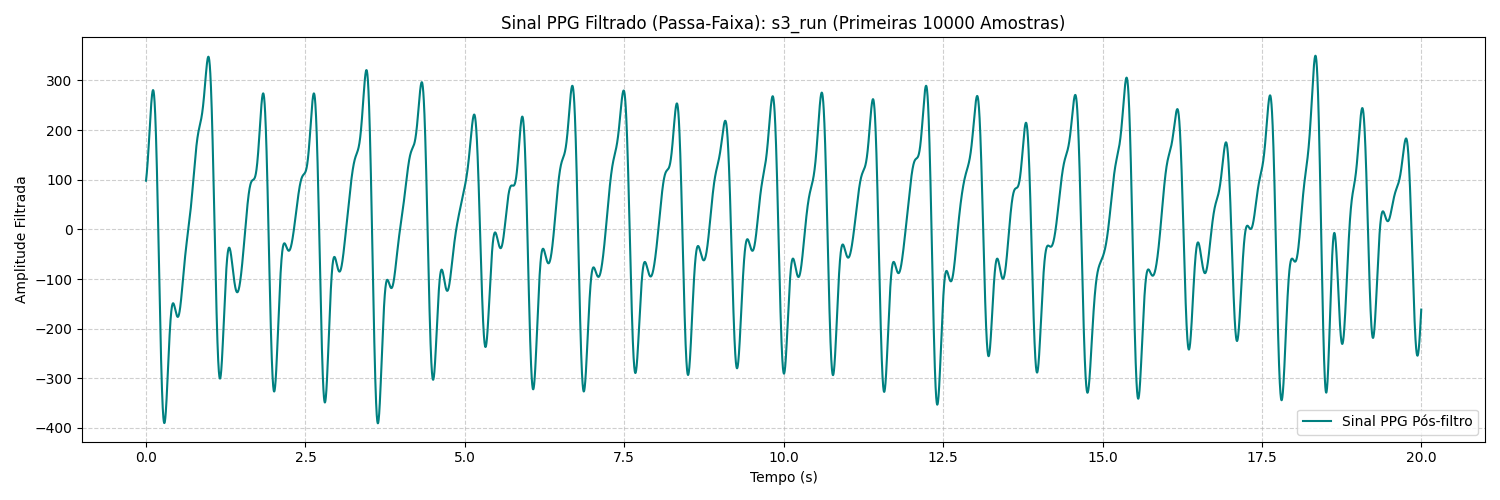 Sinal PPG Filtrado (Passa-Faixa): s3_run (Primeiras 10000 Amostras)
Amplitude Filtrada
300
200
100
0
−100
−200
−300
−400
Sinal PPG Pós-filtro
0.0 2.5 5.0 7.5 10.0 12.5 15.0 17.5 20.0
Tempo (s)